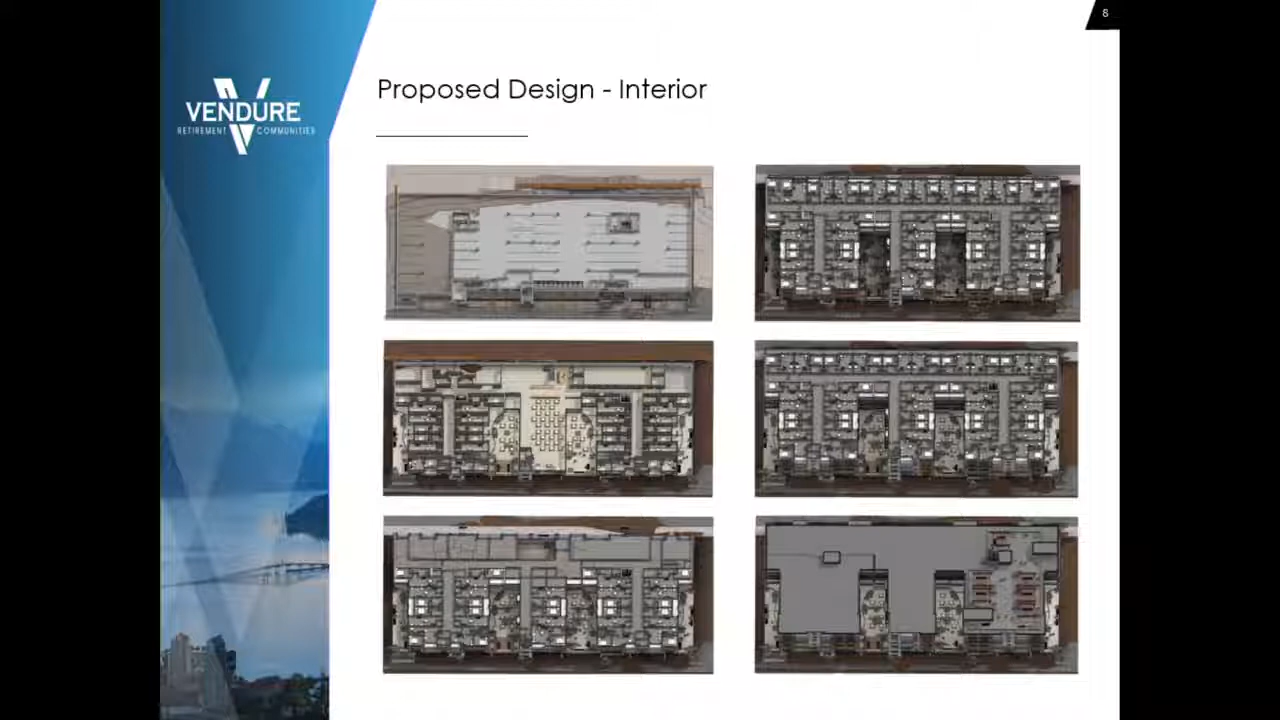 8
Proposed Design - Interior
VENDURE
RETIREMENT COMMUNITIES